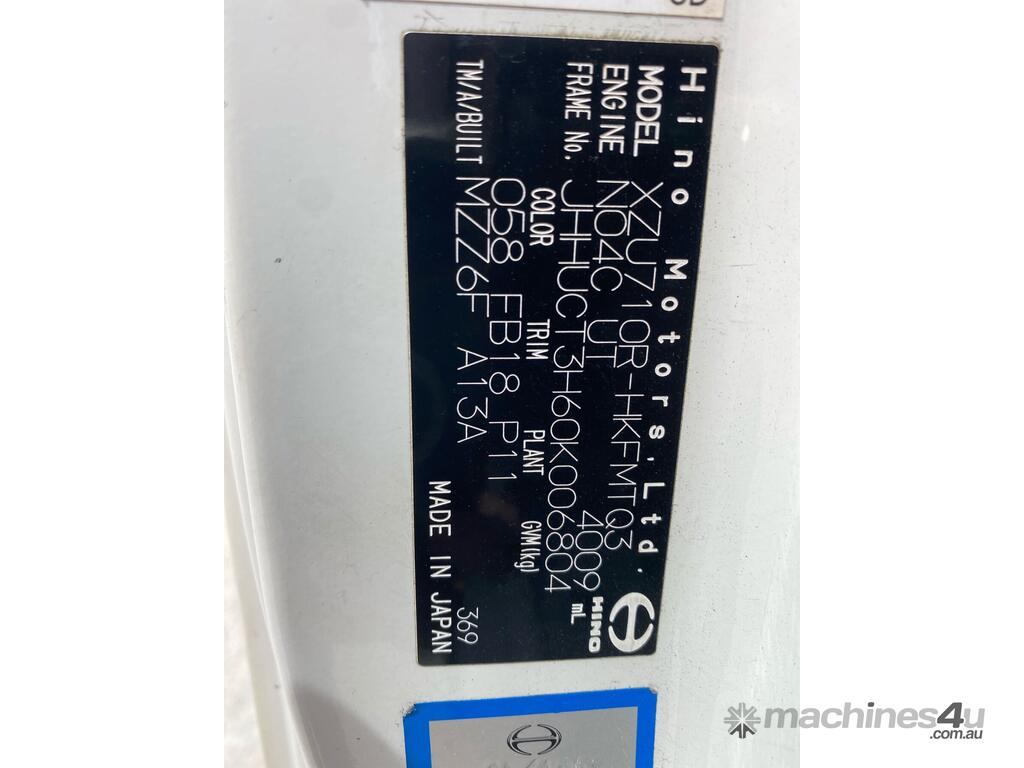 Hino Motors, Ltd.
MODEL XZU710R-HKFMTQ3
ENGINE N04C UT 4009 mL
FRAME No. JHHUCT3H60K006804
COLOR TRIM PLANT GVM(kg)
058 FB18 P11
TM/A/BUILT MZZ6F A13A
369
MADE IN JAPAN
HINO
machines4u
.com.au